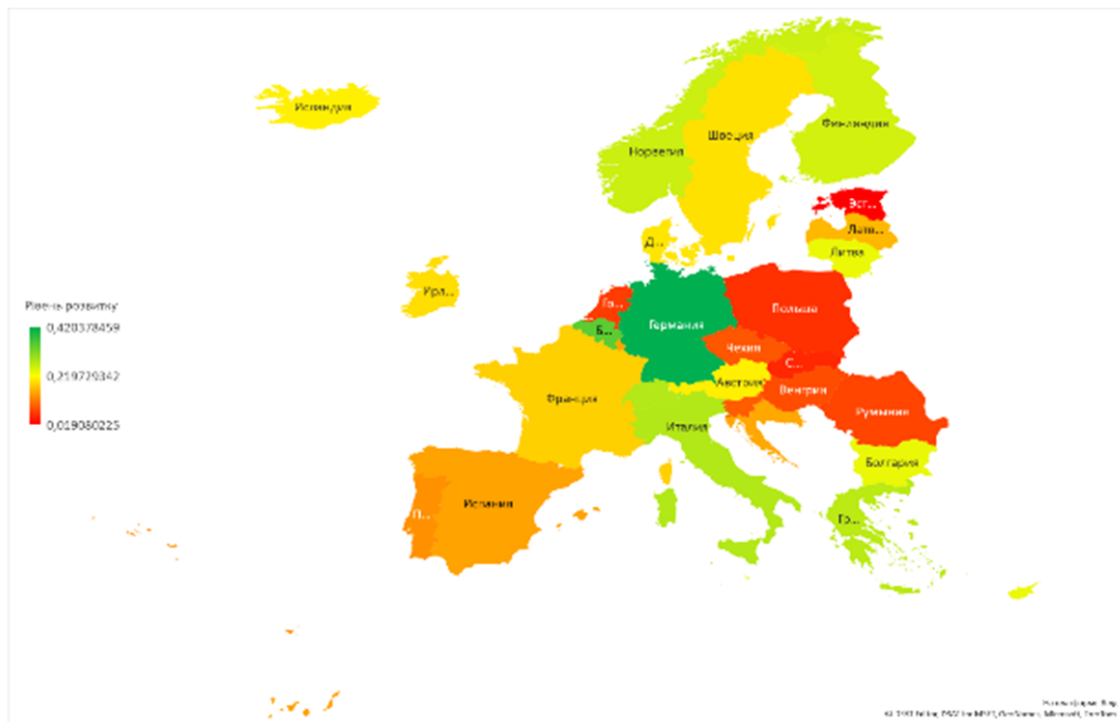 Исландия
Швеция
Финляндия
Норвегия
Эст...
Латв...
Д...
Литва
Ирл...
Рівень розвитку
0,420378459
0,219729342
0,019080225
Го...
Польша
Германия
Б...
Чехия
С...
Австрия
Венгрия
Франция
Румыния
Италия
Болгария
Испания
П...
Гр...